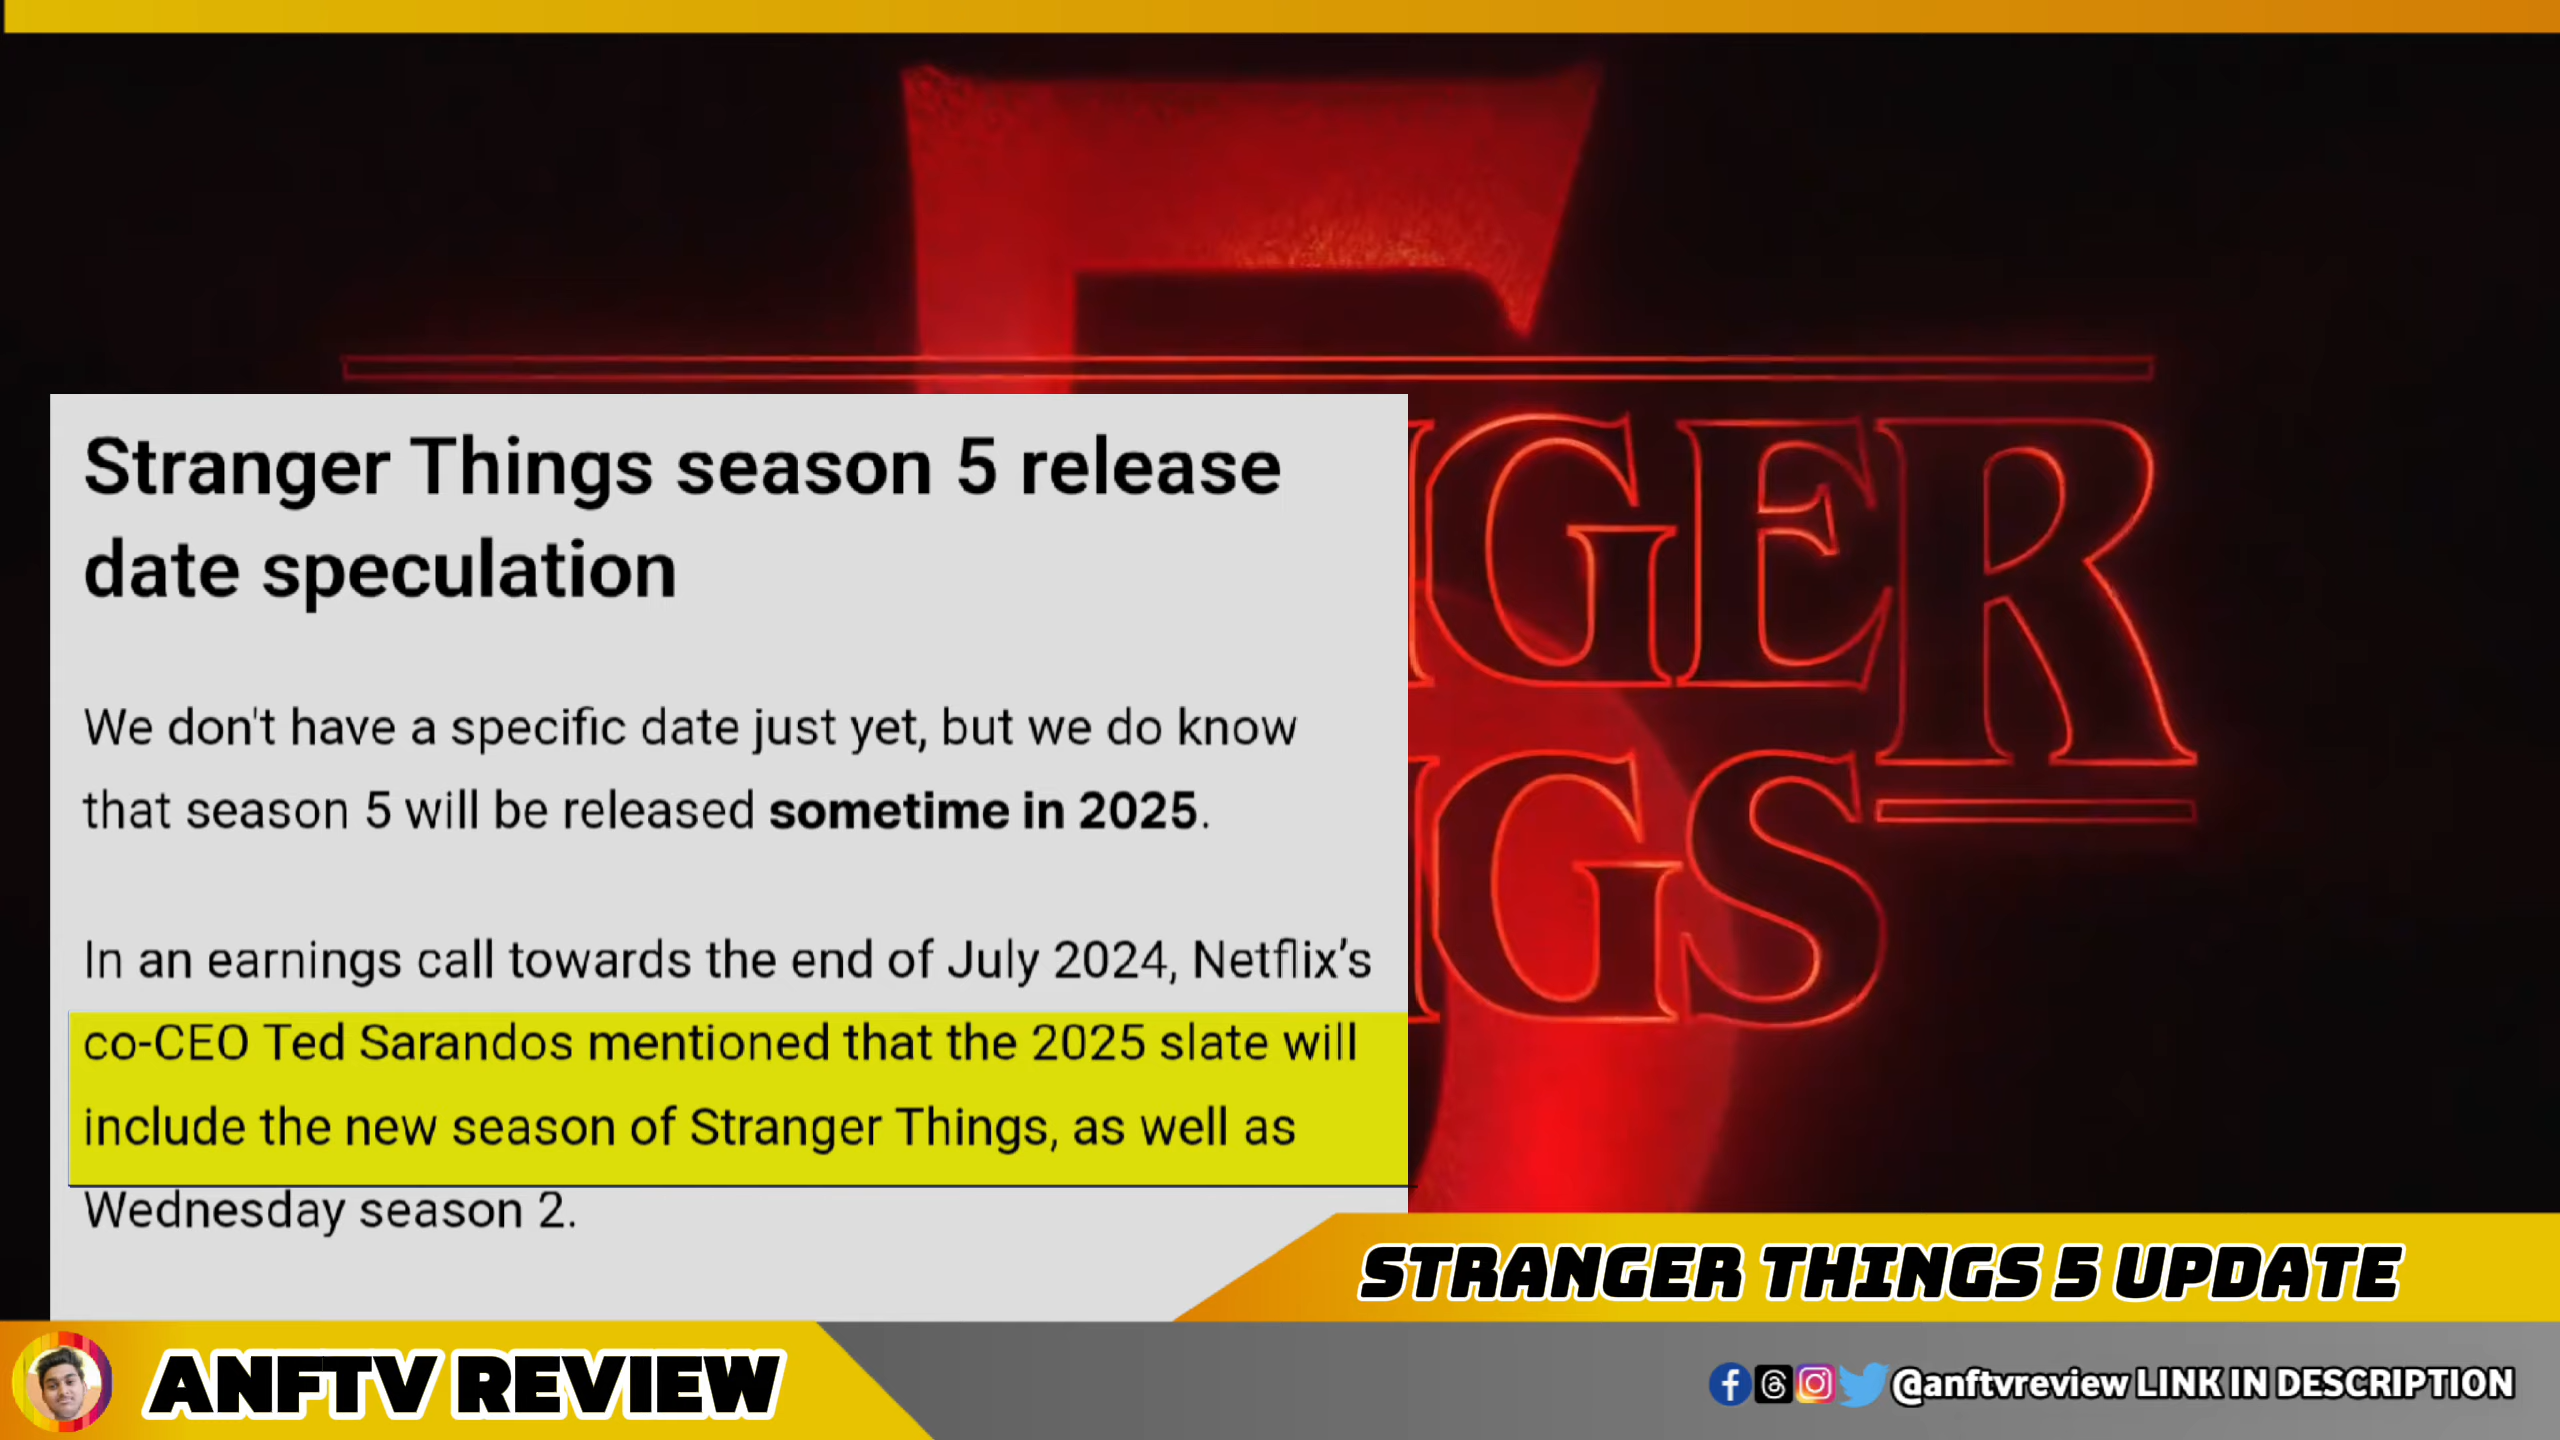 Stranger Things season 5 release
date speculation
We don't have a specific date just yet, but we do know
that season 5 will be released sometime in 2025.
In an earnings call towards the end of July 2024, Netflix’s
co-CEO Ted Sarandos mentioned that the 2025 slate will
include the new season of Stranger Things, as well as
Wednesday season 2.
5
GER
GS
STRANGER THINGS 5 UPDATE
ANFTV REVIEW
@anftvreview LINK IN DESCRIPTION